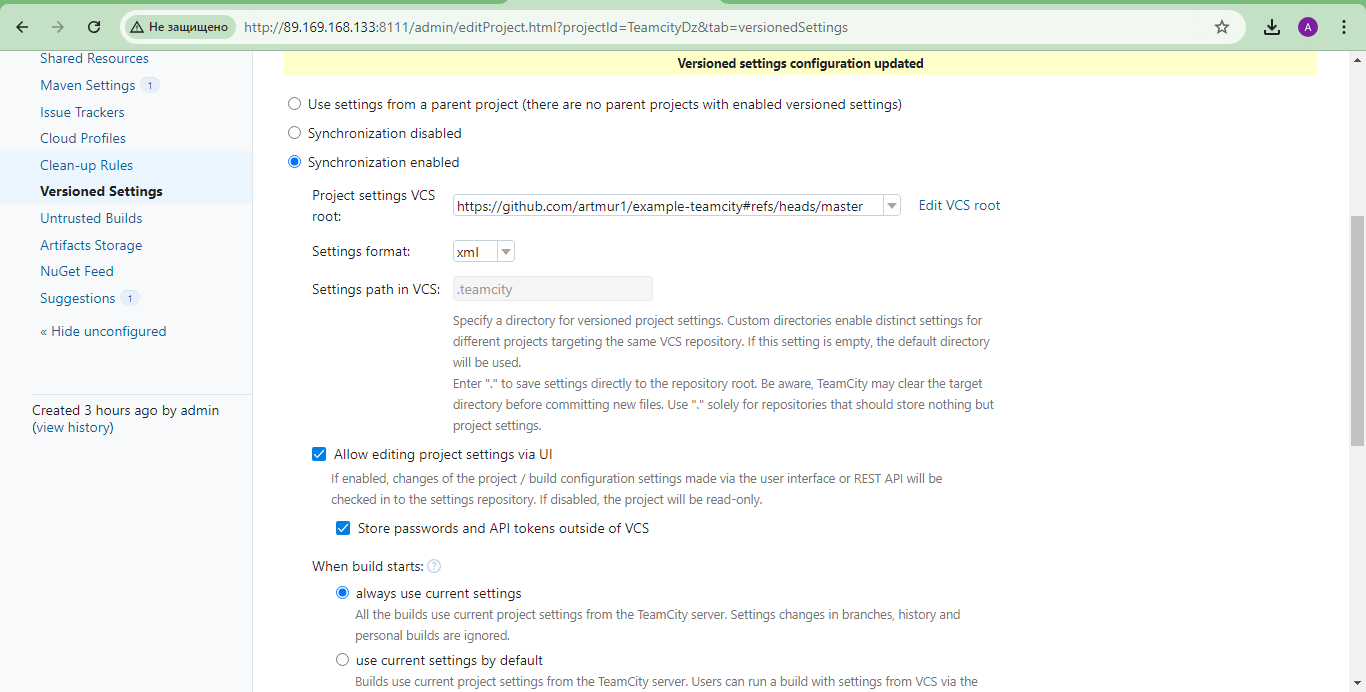 Не защищено
http://89.169.168.133:8111/admin/editProject.html?projectId=TeamcityDz&tab=versionedSettings
A
Shared Resources
Maven Settings 1
Issue Trackers
Cloud Profiles
Clean-up Rules
Versioned Settings
Untrusted Builds
Artifacts Storage
NuGet Feed
Suggestions 1
« Hide unconfigured
Created 3 hours ago by admin
(view history)
Versioned settings configuration updated
Use settings from a parent project (there are no parent projects with enabled versioned settings)
Synchronization disabled
Synchronization enabled
Project settings VCS
root:
https://github.com/artmur1/example-teamcity#refs/heads/master
Edit VCS root
Settings format:
xml
Settings path in VCS:
.teamcity
Specify a directory for versioned project settings. Custom directories enable distinct settings for
different projects targeting the same VCS repository. If this setting is empty, the default directory
will be used.
Enter "." to save settings directly to the repository root. Be aware, TeamCity may clear the target
directory before committing new files. Use "." solely for repositories that should store nothing but
project settings.
Allow editing project settings via UI
If enabled, changes of the project / build configuration settings made via the user interface or REST API will be
checked in to the settings repository. If disabled, the project will be read-only.
Store passwords and API tokens outside of VCS
When build starts: ?
always use current settings
All the builds use current project settings from the TeamCity server. Settings changes in branches, history and
personal builds are ignored.
use current settings by default
Builds use current project settings from the TeamCity server. Users can run a build with settings from VCS via the